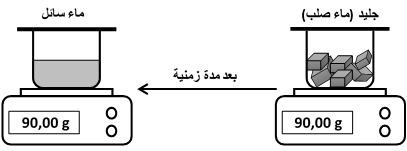 جليد (ماء صلب)
ماء سائل
بعد مدة زمنية
90,00 g
90,00 g